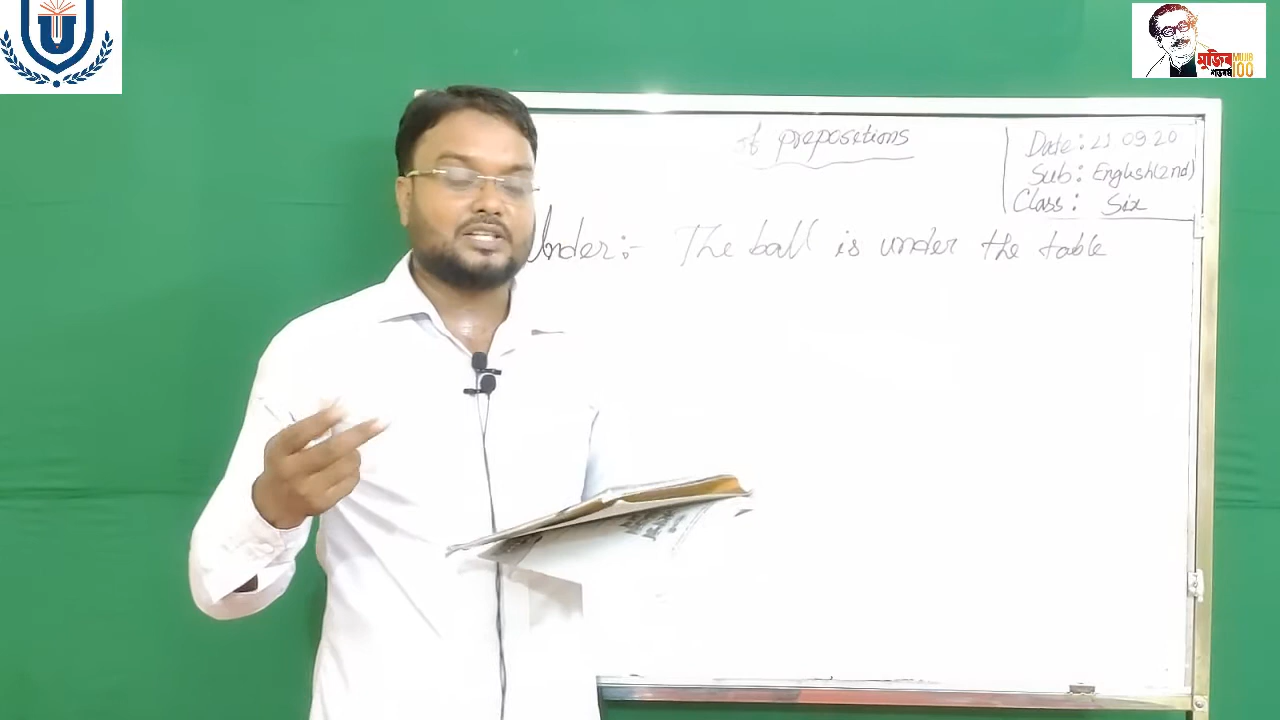 of prepositions
Date: 21.09.20
Sub: English(2nd)
Class: Six
Under:- The ball is under the table
মুজিব MUJIB
শতবর্ষ 100